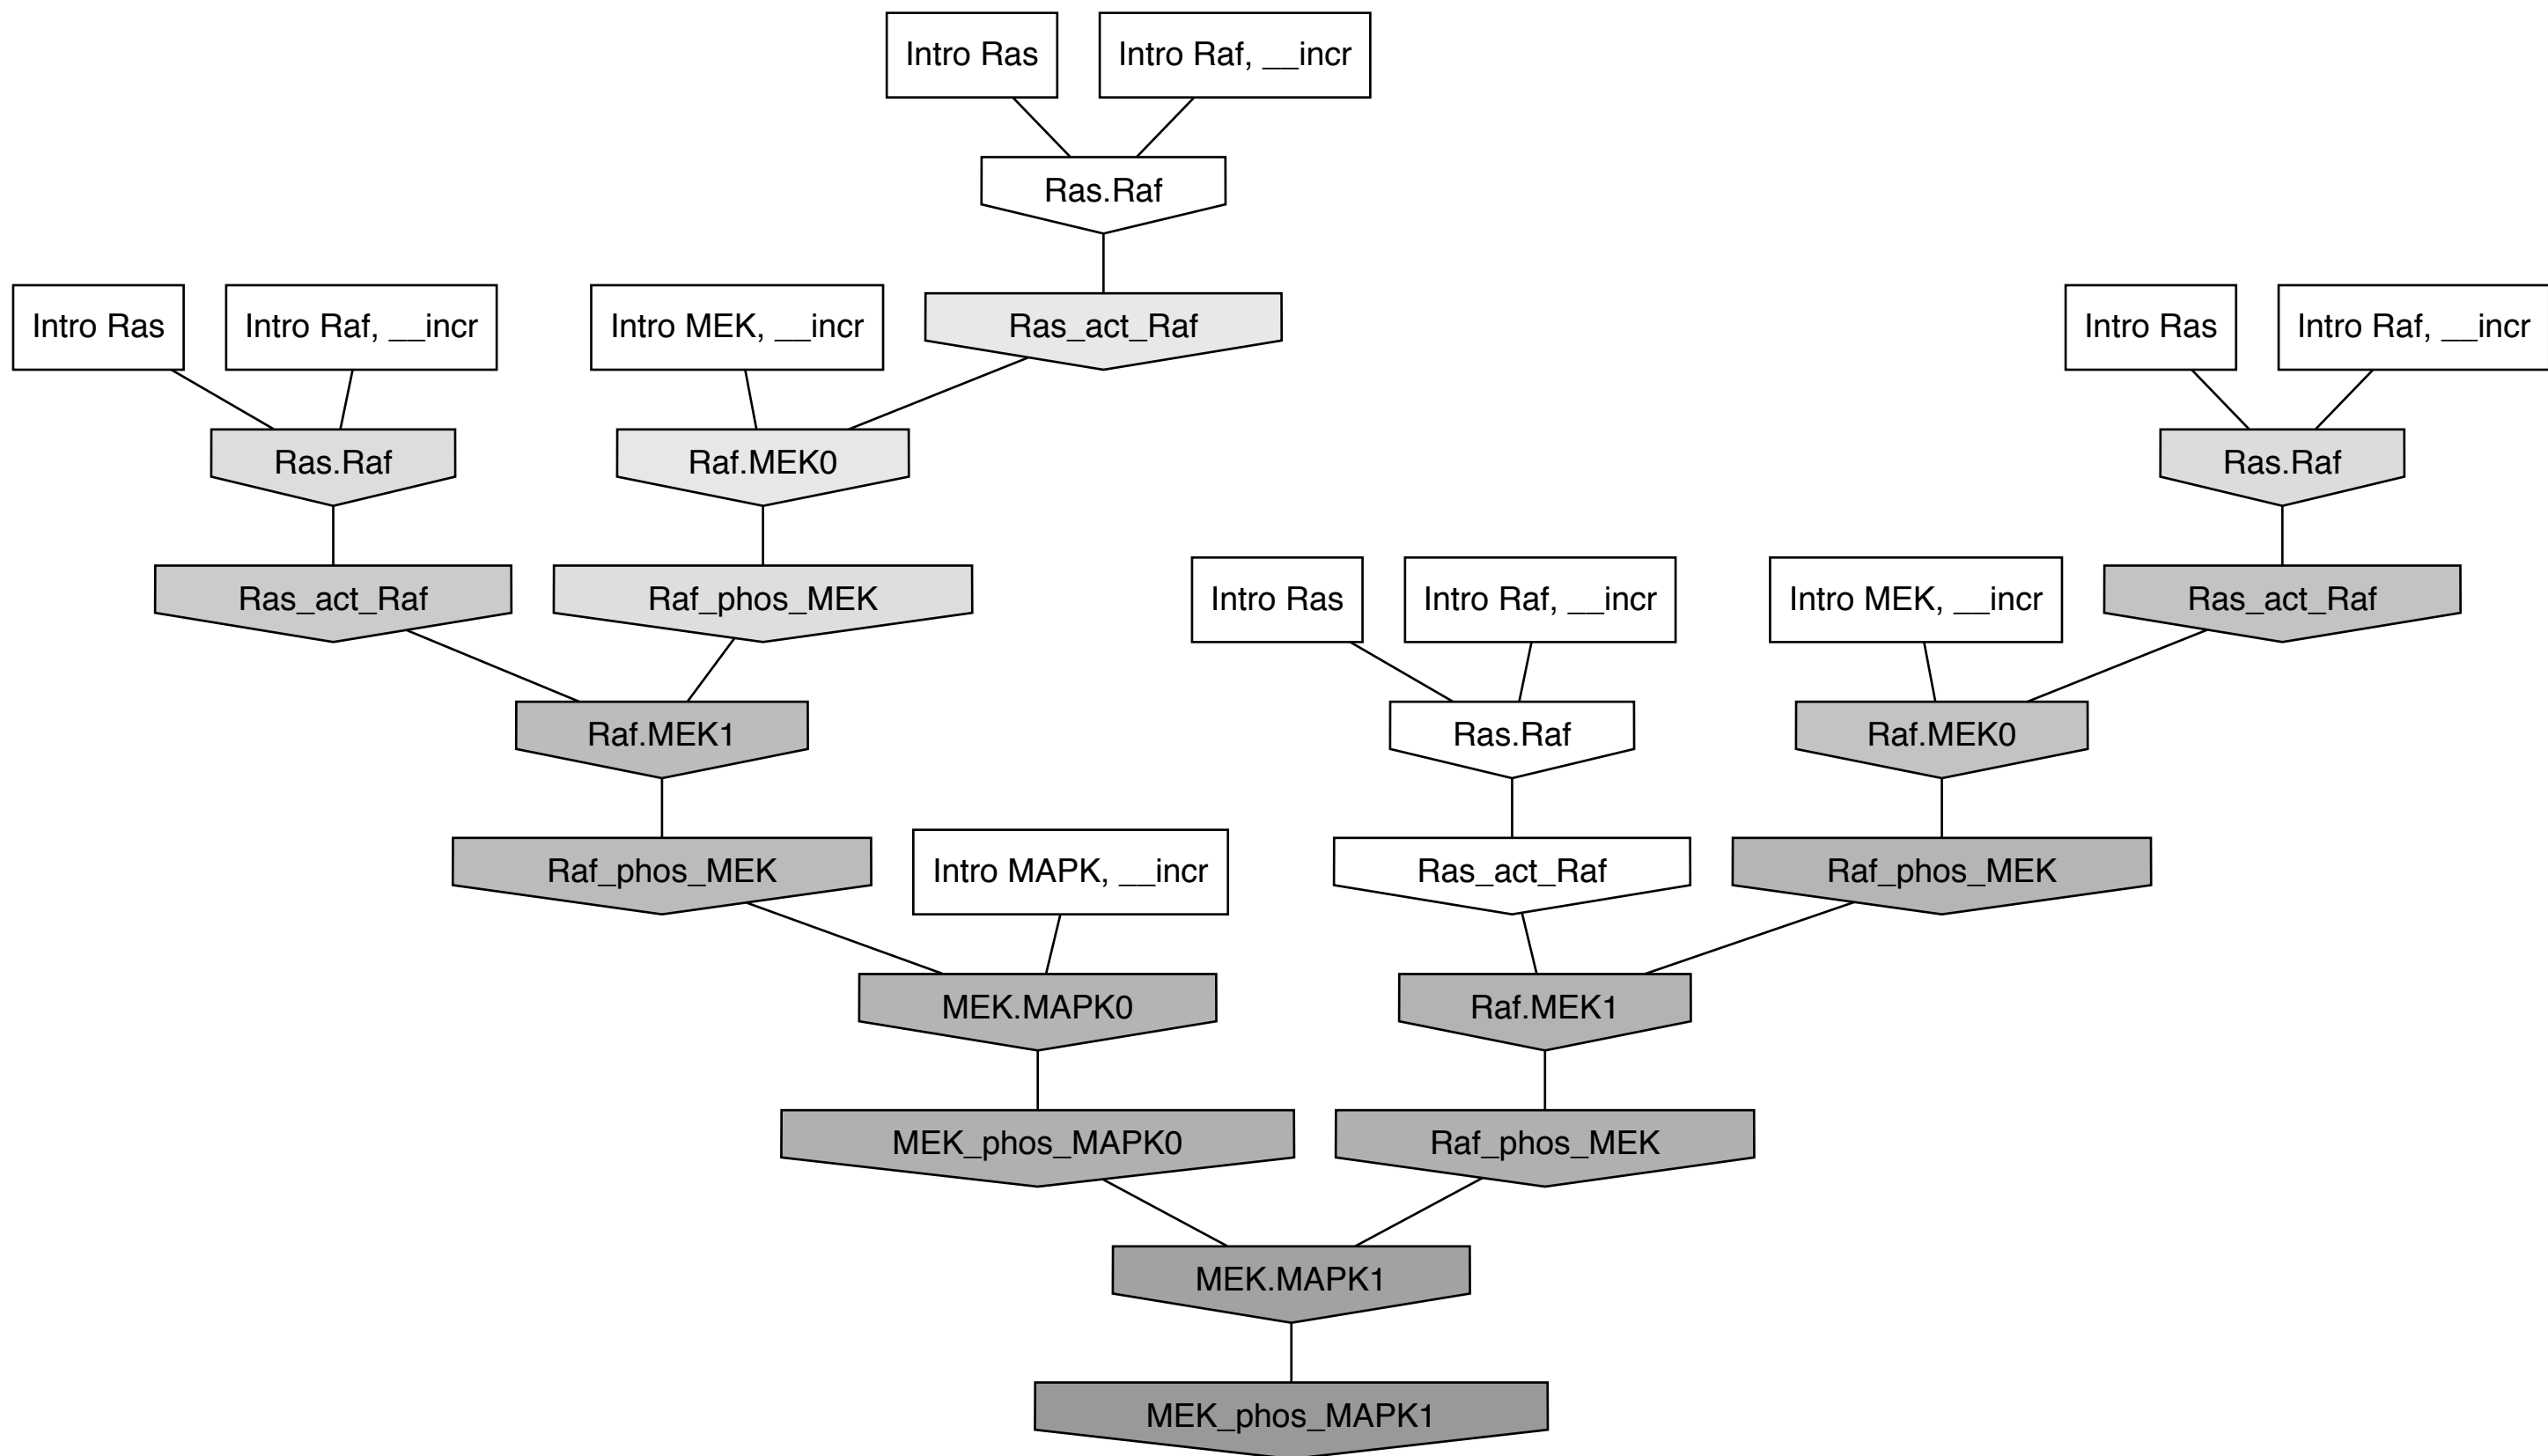 Intro Ras
Intro Raf, __incr
Ras.Raf
Intro Ras
Intro Raf, __incr
Intro MEK, __incr
Ras_act_Raf
Intro Ras
Intro Raf, __incr
Ras.Raf
Raf.MEK0
Ras.Raf
Ras_act_Raf
Raf_phos_MEK
Intro Ras
Intro Raf, __incr
Intro MEK, __incr
Ras_act_Raf
Raf.MEK1
Ras.Raf
Raf.MEK0
Raf_phos_MEK
Intro MAPK, __incr
Ras_act_Raf
Raf_phos_MEK
MEK.MAPK0
Raf.MEK1
MEK_phos_MAPK0
Raf_phos_MEK
MEK.MAPK1
MEK_phos_MAPK1